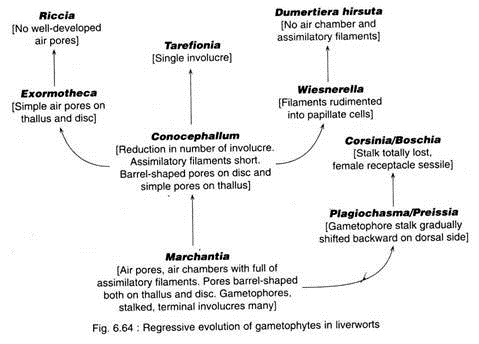 Riccia
[No well-developed
air pores]
Exormotheca
[Simple air pores on
thallus and disc]
Tarefionia
[Single involucre]
Dumertiera hirsuta
[No air chamber and
assimilatory filaments]
Wiesnerella
[Filaments rudimented
into papillate cells]
Conocephallum
[Reduction in number of involucre.
Assimilatory filaments short.
Barrel-shaped pores on disc and
simple pores on thallus]
Corsinia/Boschia
[Stalk totally lost,
female receptacle sessile]
Plagiochasma/Preissia
[Gametophore stalk gradually
shifted backward on dorsal side]
Marchantia
[Air pores, air chambers with full of
assimilatory filaments. Pores barrel-shaped
both on thallus and disc. Gametophores,
stalked, terminal involucres many]
Fig. 6.64 : Regressive evolution of gametophytes in liverworts